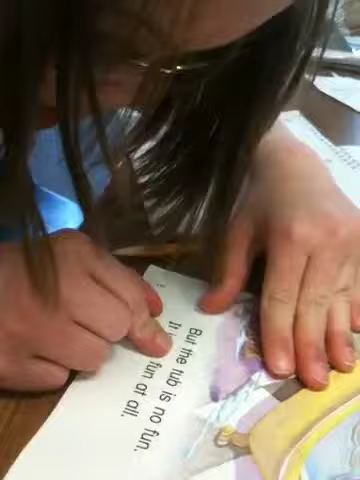 But the tub is no fun.
It i fun at all.